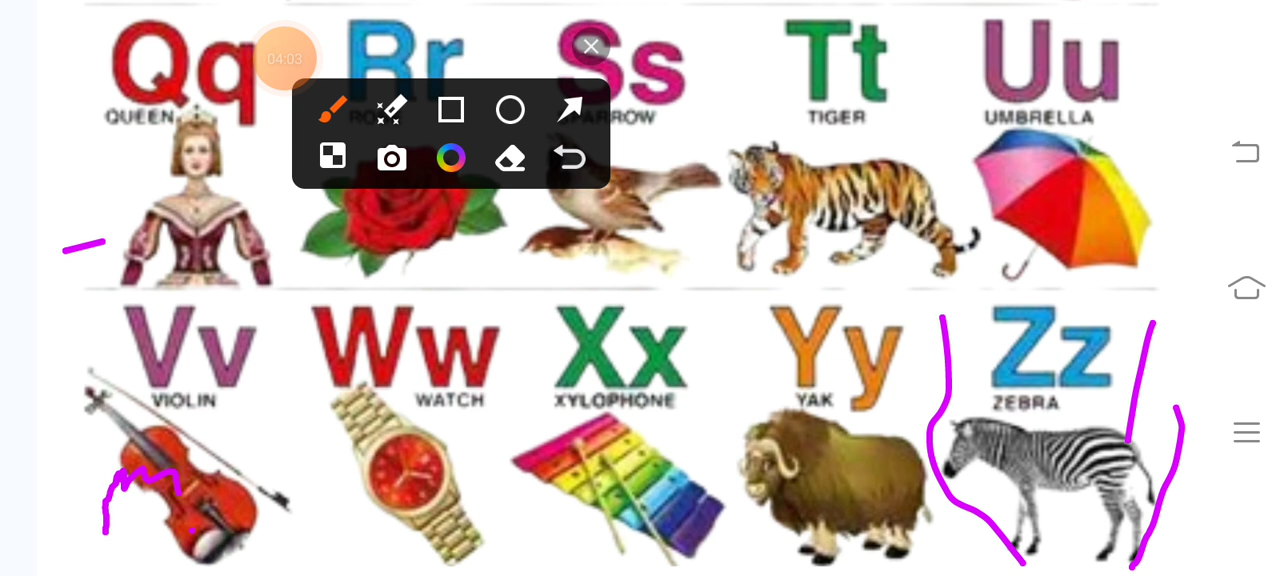 Qq Rr Ss Tt Uu
04:03
QUEEN SPARROW TIGER UMBRELLA
Vv Ww Xx Yy Zz
VIOLIN WATCH XYLOPHONE YAK ZEBRA